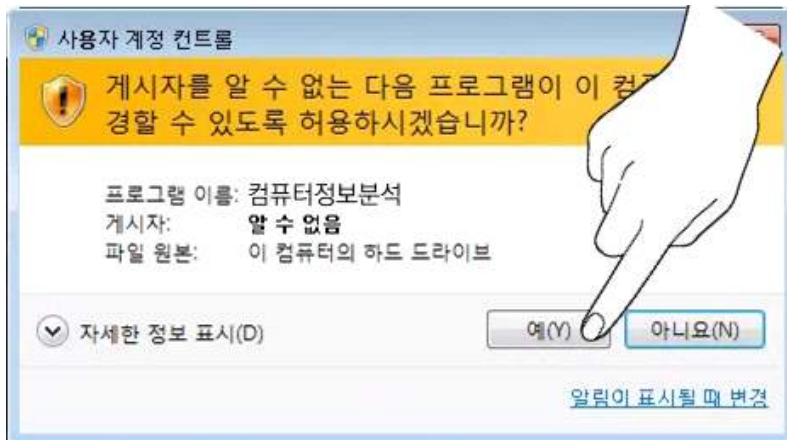 사용자 계정 컨트롤
게시자를 알 수 없는 다음 프로그램이 이
경할 수 있도록 허용하시겠습니까?
프로그램 이름: 컴퓨터정보분석
게시자: 알 수 없음
파일 원본: 이 컴퓨터의 하드 드라이브
자세한 정보 표시(D)
예(Y) 아니요(N)
알림이 표시될 때 변경